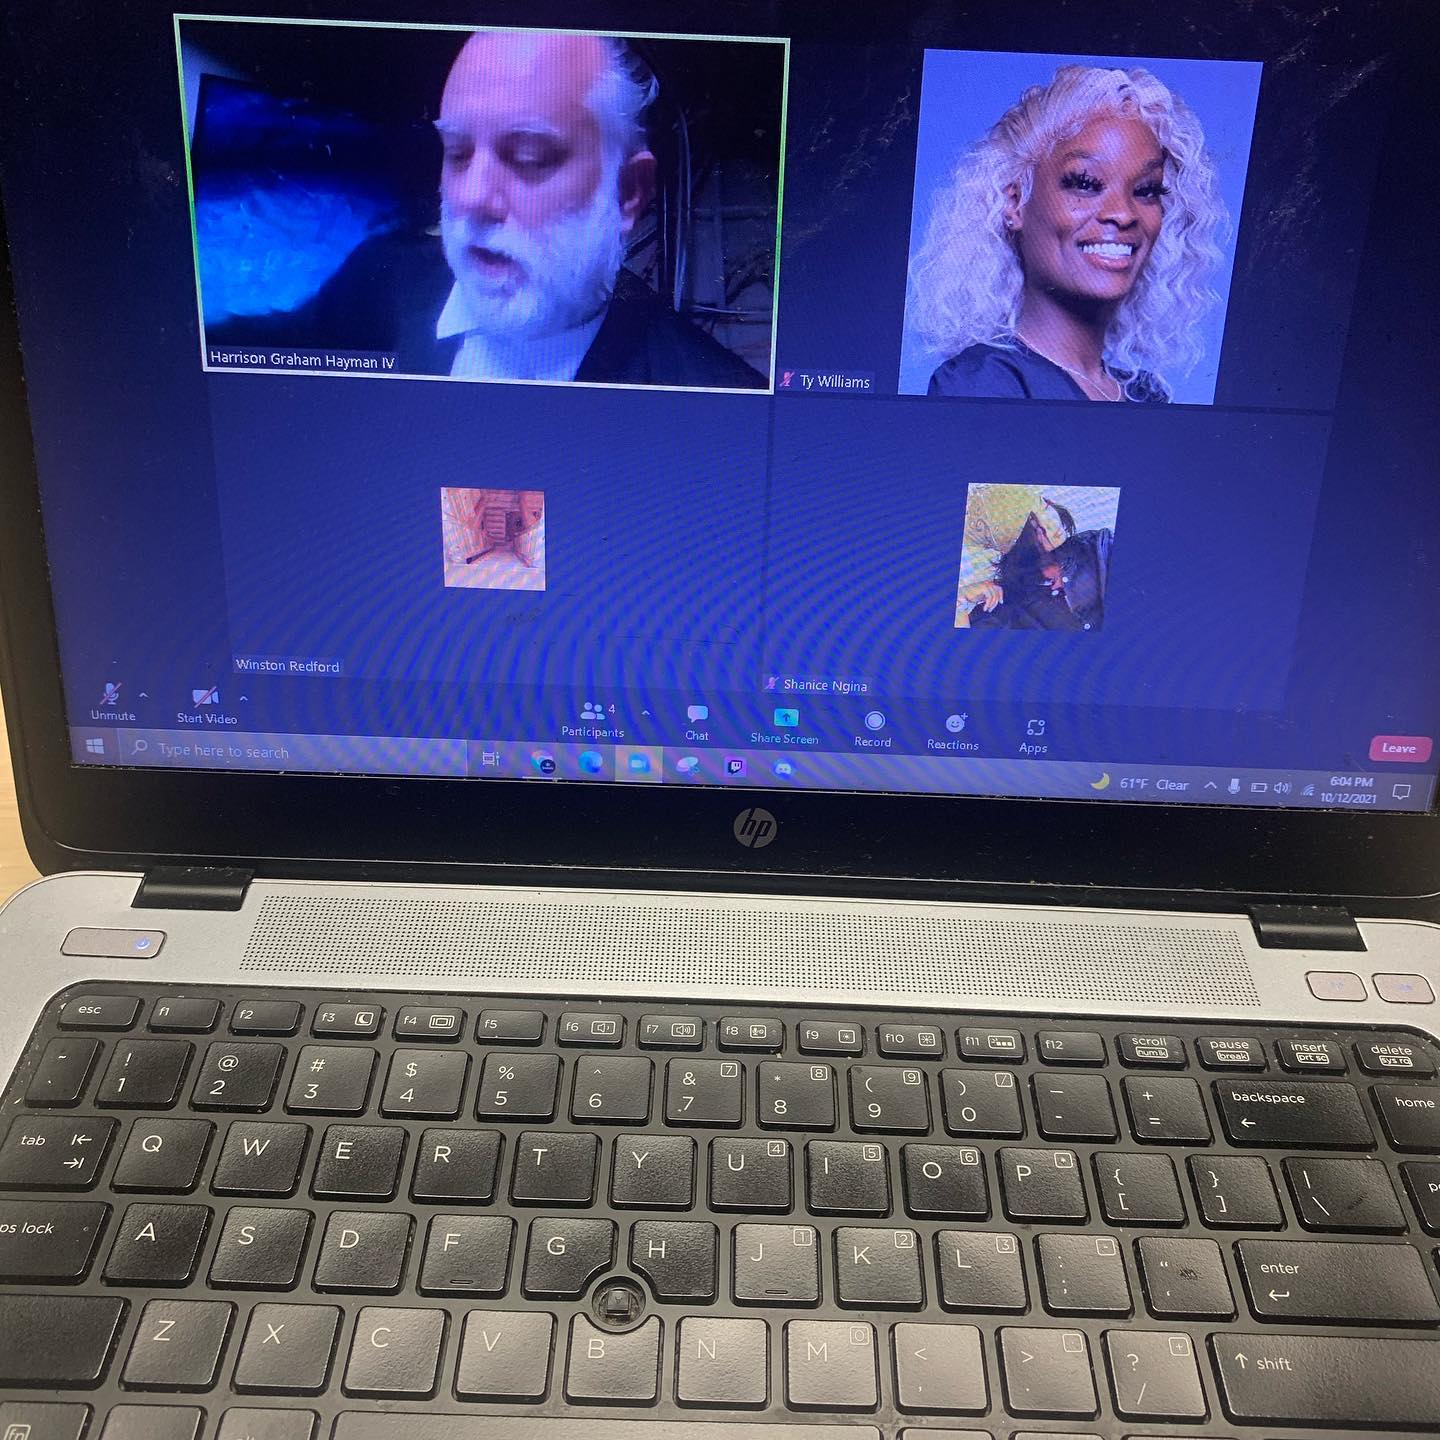 Harrison Graham Hayman IV
Ty Williams
Winston Redford
Shanice Ngina
Unmute
Start Video
4
Participants
Chat
Share Screen
Record
Reactions
Apps
Leave
Type here to search
61°F Clear
6:04 PM
10/12/2021
hp
esc f1 f2 f3 f4 f5 f6 f7 f8 f9 f10 f11 f12 scroll pause insert delete
num lk break prt sc sys rq
~ ! @ # $ % ^ & 7 * 8 ( 9 ) / _ + backspace home
` 1 2 3 4 5 6 7 8 9 0 - =
tab Q W E R T Y U 4 I 5 O 6 P * { } |
[ ] \
ps lock A S D F G H J 1 K 2 L 3 : - “ enter
; ‘
Z X C V B N M 0 < > . ? + shift
, . /
fn